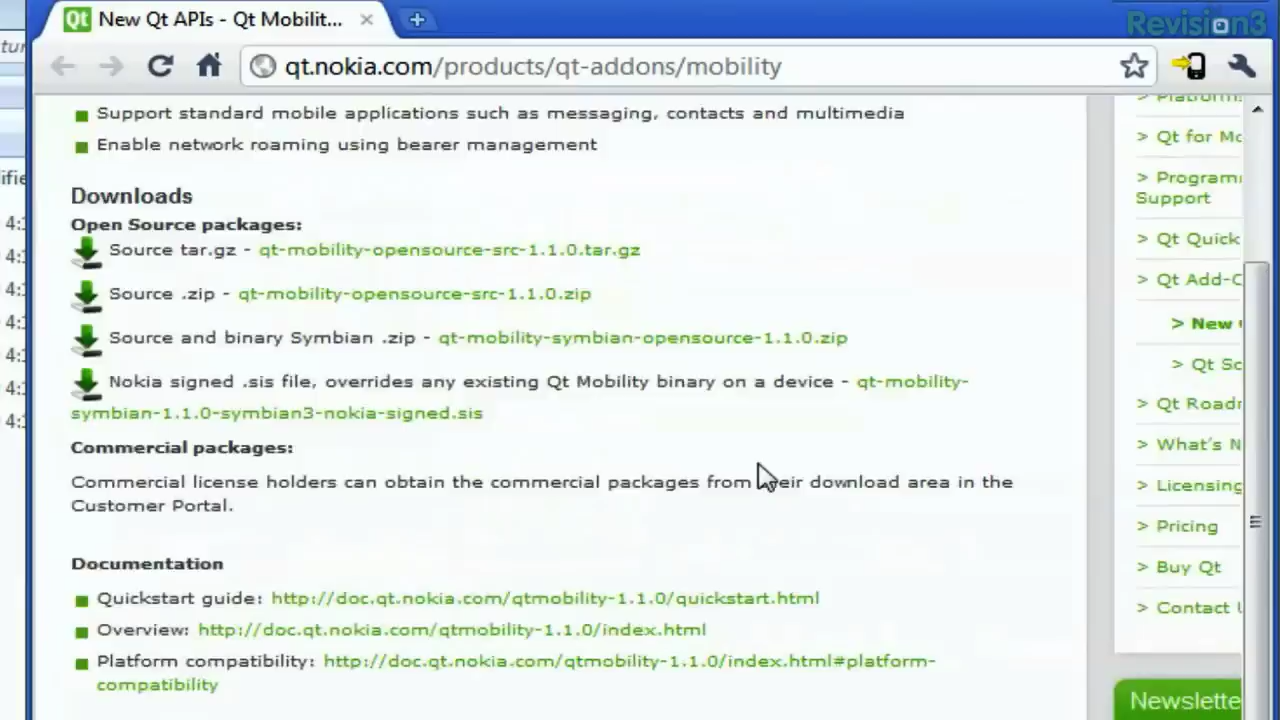 New Qt APIs - Qt Mobilit...
Revision3
qt.nokia.com/products/qt-addons/mobility
Support standard mobile applications such as messaging, contacts and multimedia
Enable network roaming using bearer management
Downloads
Open Source packages:
Source tar.gz - qt-mobility-opensource-src-1.1.0.tar.gz
Source .zip - qt-mobility-opensource-src-1.1.0.zip
Source and binary Symbian .zip - qt-mobility-symbian-opensource-1.1.0.zip
Nokia signed .sis file, overrides any existing Qt Mobility binary on a device - qt-mobility-
symbian-1.1.0-symbian3-nokia-signed.sis
Commercial packages:
Commercial license holders can obtain the commercial packages from their download area in the
Customer Portal.
Documentation
Quickstart guide: http://doc.qt.nokia.com/qtmobility-1.1.0/quickstart.html
Overview: http://doc.qt.nokia.com/qtmobility-1.1.0/index.html
Platform compatibility: http://doc.qt.nokia.com/qtmobility-1.1.0/index.html#platform-
compatibility
> Platform
> Qt for Mo
> Program
Support
> Qt Quick
> Qt Add-O
> New
> Qt Sc
> Qt Road
> What's N
> Licensing
> Pricing
> Buy Qt
> Contact U
Newslette